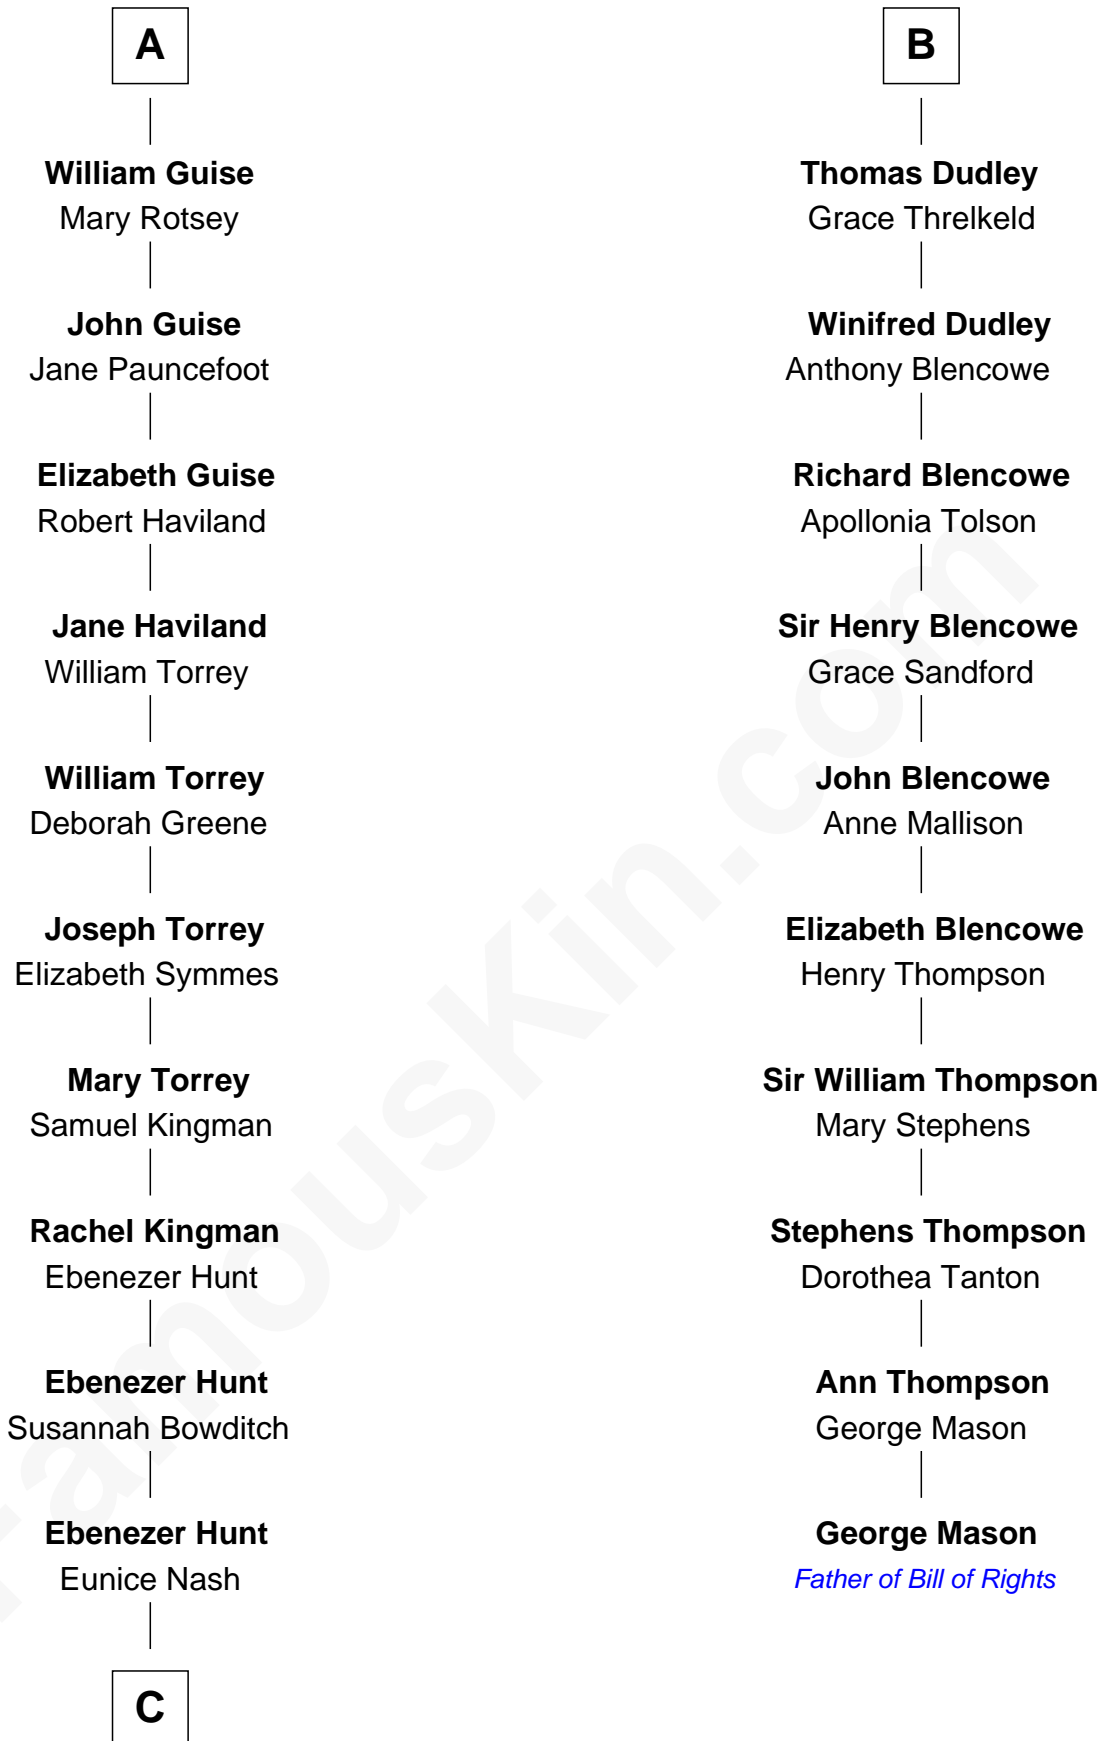 A
William Guise
Mary Rotsey
John Guise
Jane Pauncefoot
Elizabeth Guise
Robert Haviland
Jane Haviland
William Torrey
William Torrey
Deborah Greene
Joseph Torrey
Elizabeth Symmes
Mary Torrey
Samuel Kingman
Rachel Kingman
Ebenezer Hunt
Ebenezer Hunt
Susannah Bowditch
Ebenezer Hunt
Eunice Nash
C
B
Thomas Dudley
Grace Threlkeld
Winifred Dudley
Anthony Blencowe
Richard Blencowe
Apollonia Tolson
Sir Henry Blencowe
Grace Sandford
John Blencowe
Anne Mallison
Elizabeth Blencowe
Henry Thompson
Sir William Thompson
Mary Stephens
Stephens Thompson
Dorothea Tanton
Ann Thompson
George Mason
George Mason
Father of Bill of Rights
FamousKin.com